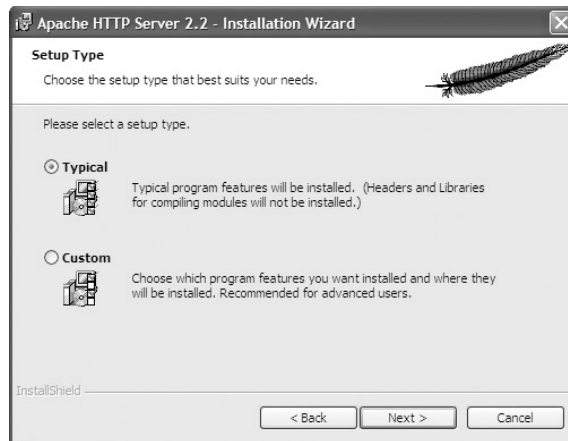 Apache HTTP Server 2.2 - Installation Wizard
Setup Type
Choose the setup type that best suits your needs.
Please select a setup type.
Typical
Typical program features will be installed. (Headers and Libraries
for compiling modules will not be installed.)
Custom
Choose which program features you want installed and where they
will be installed. Recommended for advanced users.
InstallShield
< Back
Next >
Cancel